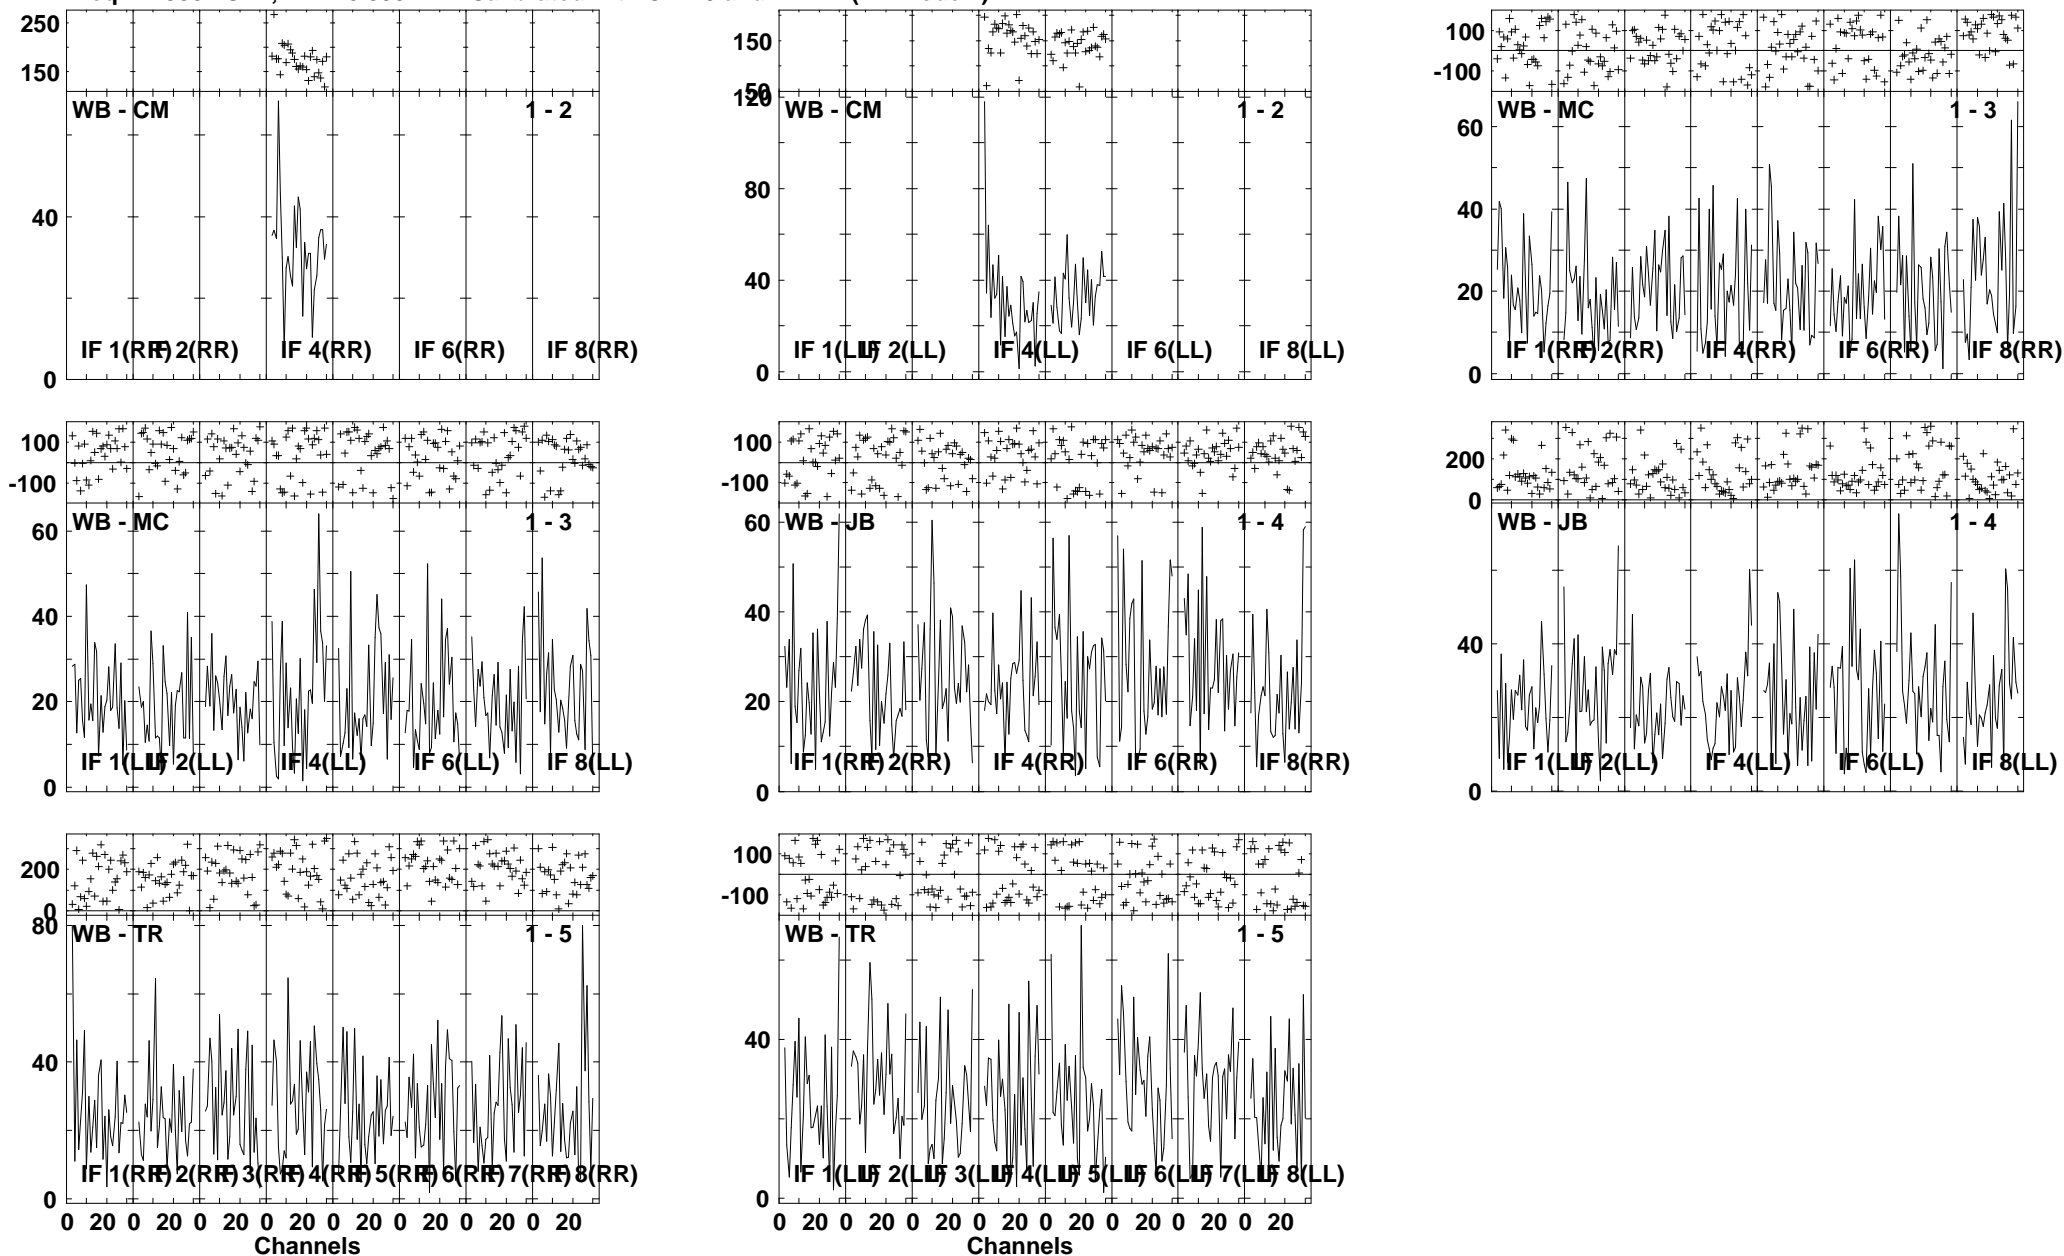 250
150
WB - CM 1 - 2
40
0
IF 1(RR) IF 2(RR) IF 4(RR) IF 6(RR) IF 8(RR)
150
50
120
WB - CM 1 - 2
80
40
0
IF 1(LL) IF 2(LL) IF 4(LL) IF 6(LL) IF 8(LL)
100
-100
WB - MC 1 - 3
60
40
20
0
IF 1(RR) IF 2(RR) IF 4(RR) IF 6(RR) IF 8(RR)
100
-100
WB - MC 1 - 3
60
40
20
0
IF 1(LL) IF 2(LL) IF 4(LL) IF 6(LL) IF 8(LL)
100
-100
WB - JB 1 - 4
60
40
20
0
IF 1(RR) IF 2(RR) IF 4(RR) IF 6(RR) IF 8(RR)
200
0
WB - JB 1 - 4
40
0
IF 1(LL) IF 2(LL) IF 4(LL) IF 6(LL) IF 8(LL)
200
0
80
WB - TR 1 - 5
40
0
IF 1(RR) IF 2(RR) IF 3(RR) IF 4(RR) IF 5(RR) IF 6(RR) IF 7(RR) IF 8(RR)
0 20 0 20 0 20 0 20 0 20 0 20 0 20 0 20
Channels
100
-100
WB - TR 1 - 5
40
0
IF 1(LL) IF 2(LL) IF 3(LL) IF 4(LL) IF 5(LL) IF 6(LL) IF 7(LL) IF 8(LL)
0 20 0 20 0 20 0 20 0 20 0 20 0 20 0 20
Channels